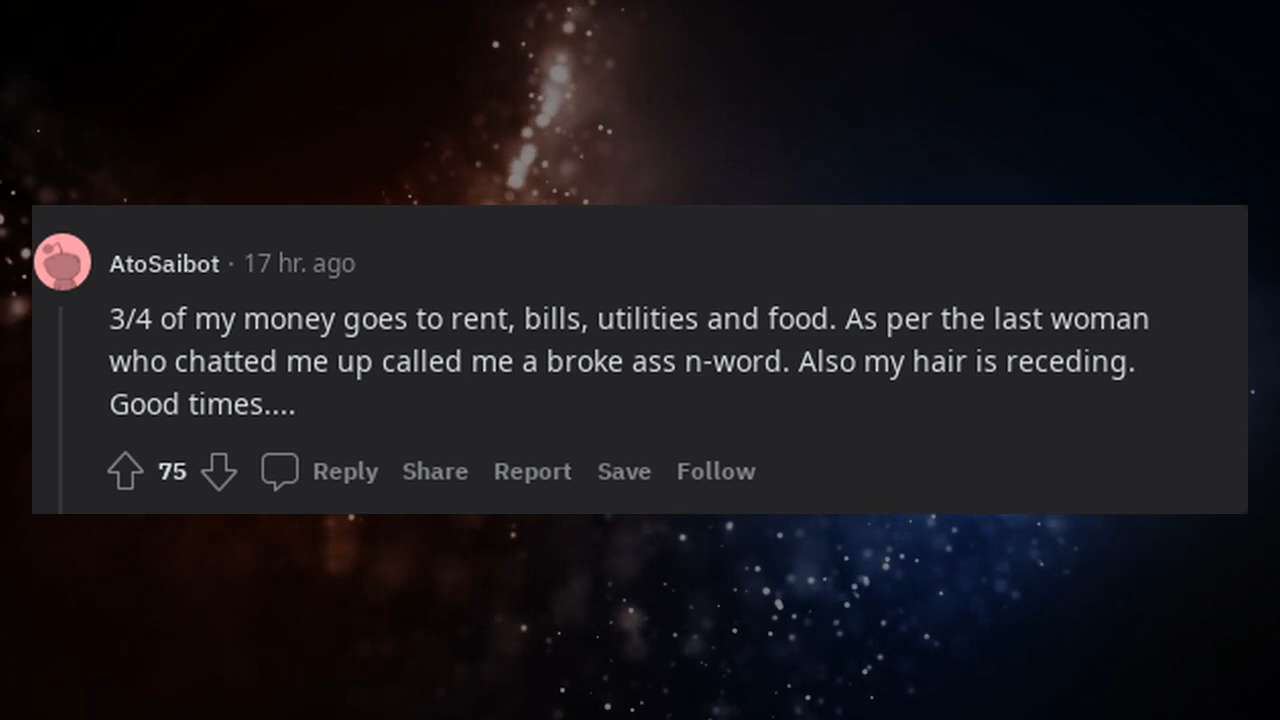 AtoSaibot · 17 hr. ago
3/4 of my money goes to rent, bills, utilities and food. As per the last woman
who chatted me up called me a broke ass n-word. Also my hair is receding.
Good times....
75 Reply Share Report Save Follow